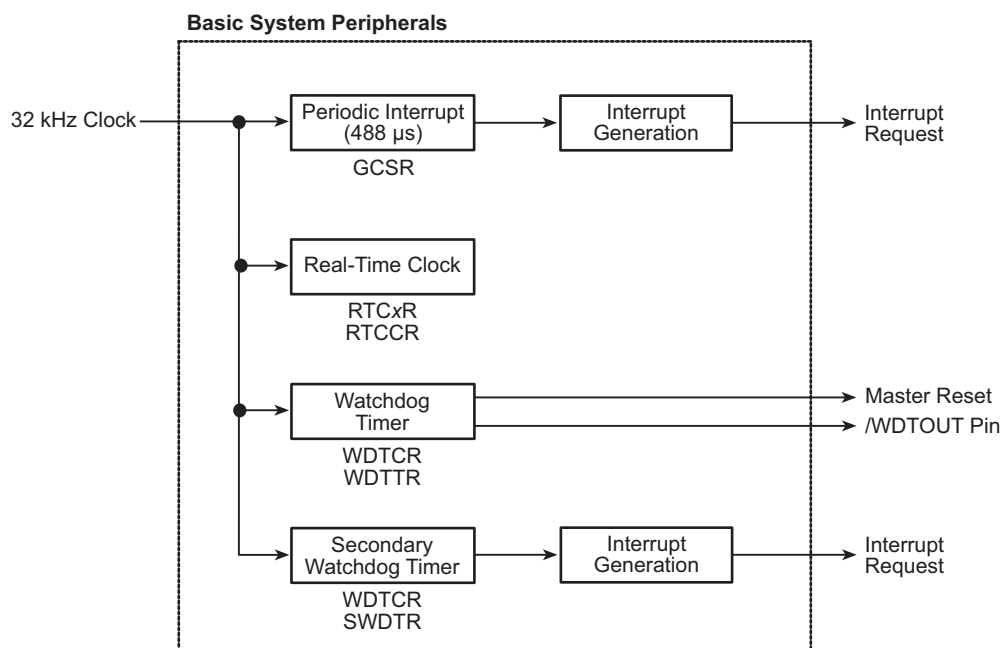 Basic System Peripherals
32 kHz Clock
Periodic Interrupt
(488 µs)
GCSR
Interrupt
Generation
Interrupt
Request
Real-Time Clock
RTCxR
RTCCR
Watchdog
Timer
WDTCR
WDTTR
Master Reset
/WDTOUT Pin
Secondary
Watchdog Timer
WDTCR
SWDTR
Interrupt
Generation
Interrupt
Request